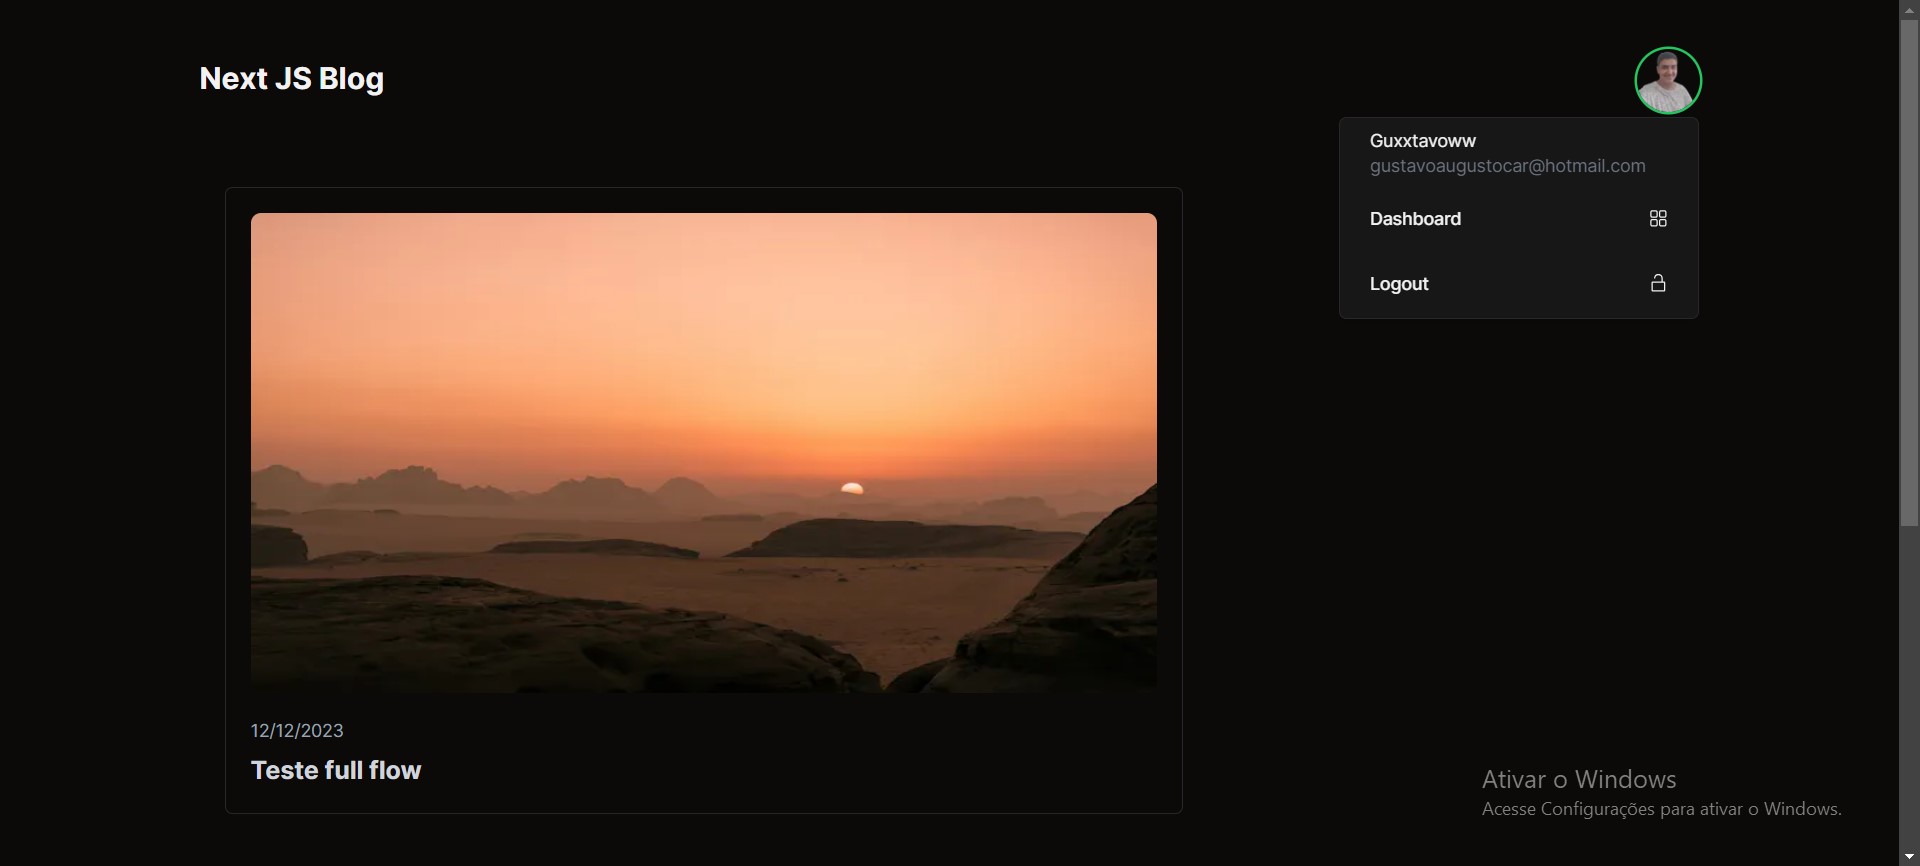 Next JS Blog
Guxxtavoww
gustavoaugustocar@hotmail.com
Dashboard
Logout
12/12/2023
Teste full flow
Ativar o Windows
Acesse Configurações para ativar o Windows.